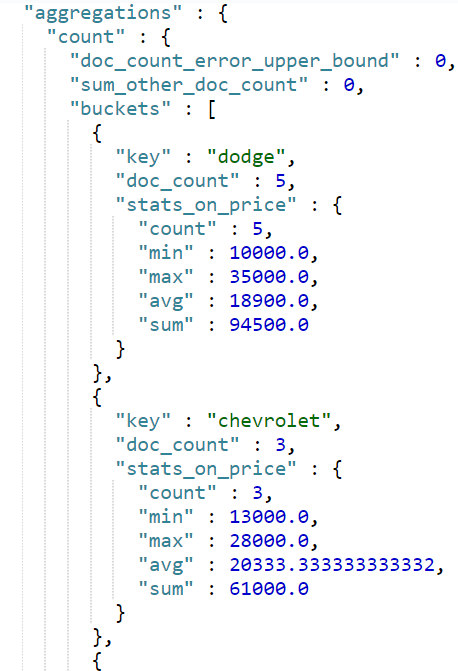 "aggregations" : {
"count" : {
"doc_count_error_upper_bound" : 0,
"sum_other_doc_count" : 0,
"buckets" : [
{
"key" : "dodge",
"doc_count" : 5,
"stats_on_price" : {
"count" : 5,
"min" : 10000.0,
"max" : 35000.0,
"avg" : 18900.0,
"sum" : 94500.0
}
},
{
"key" : "chevrolet",
"doc_count" : 3,
"stats_on_price" : {
"count" : 3,
"min" : 13000.0,
"max" : 28000.0,
"avg" : 20333.333333333332,
"sum" : 61000.0
}
},
{